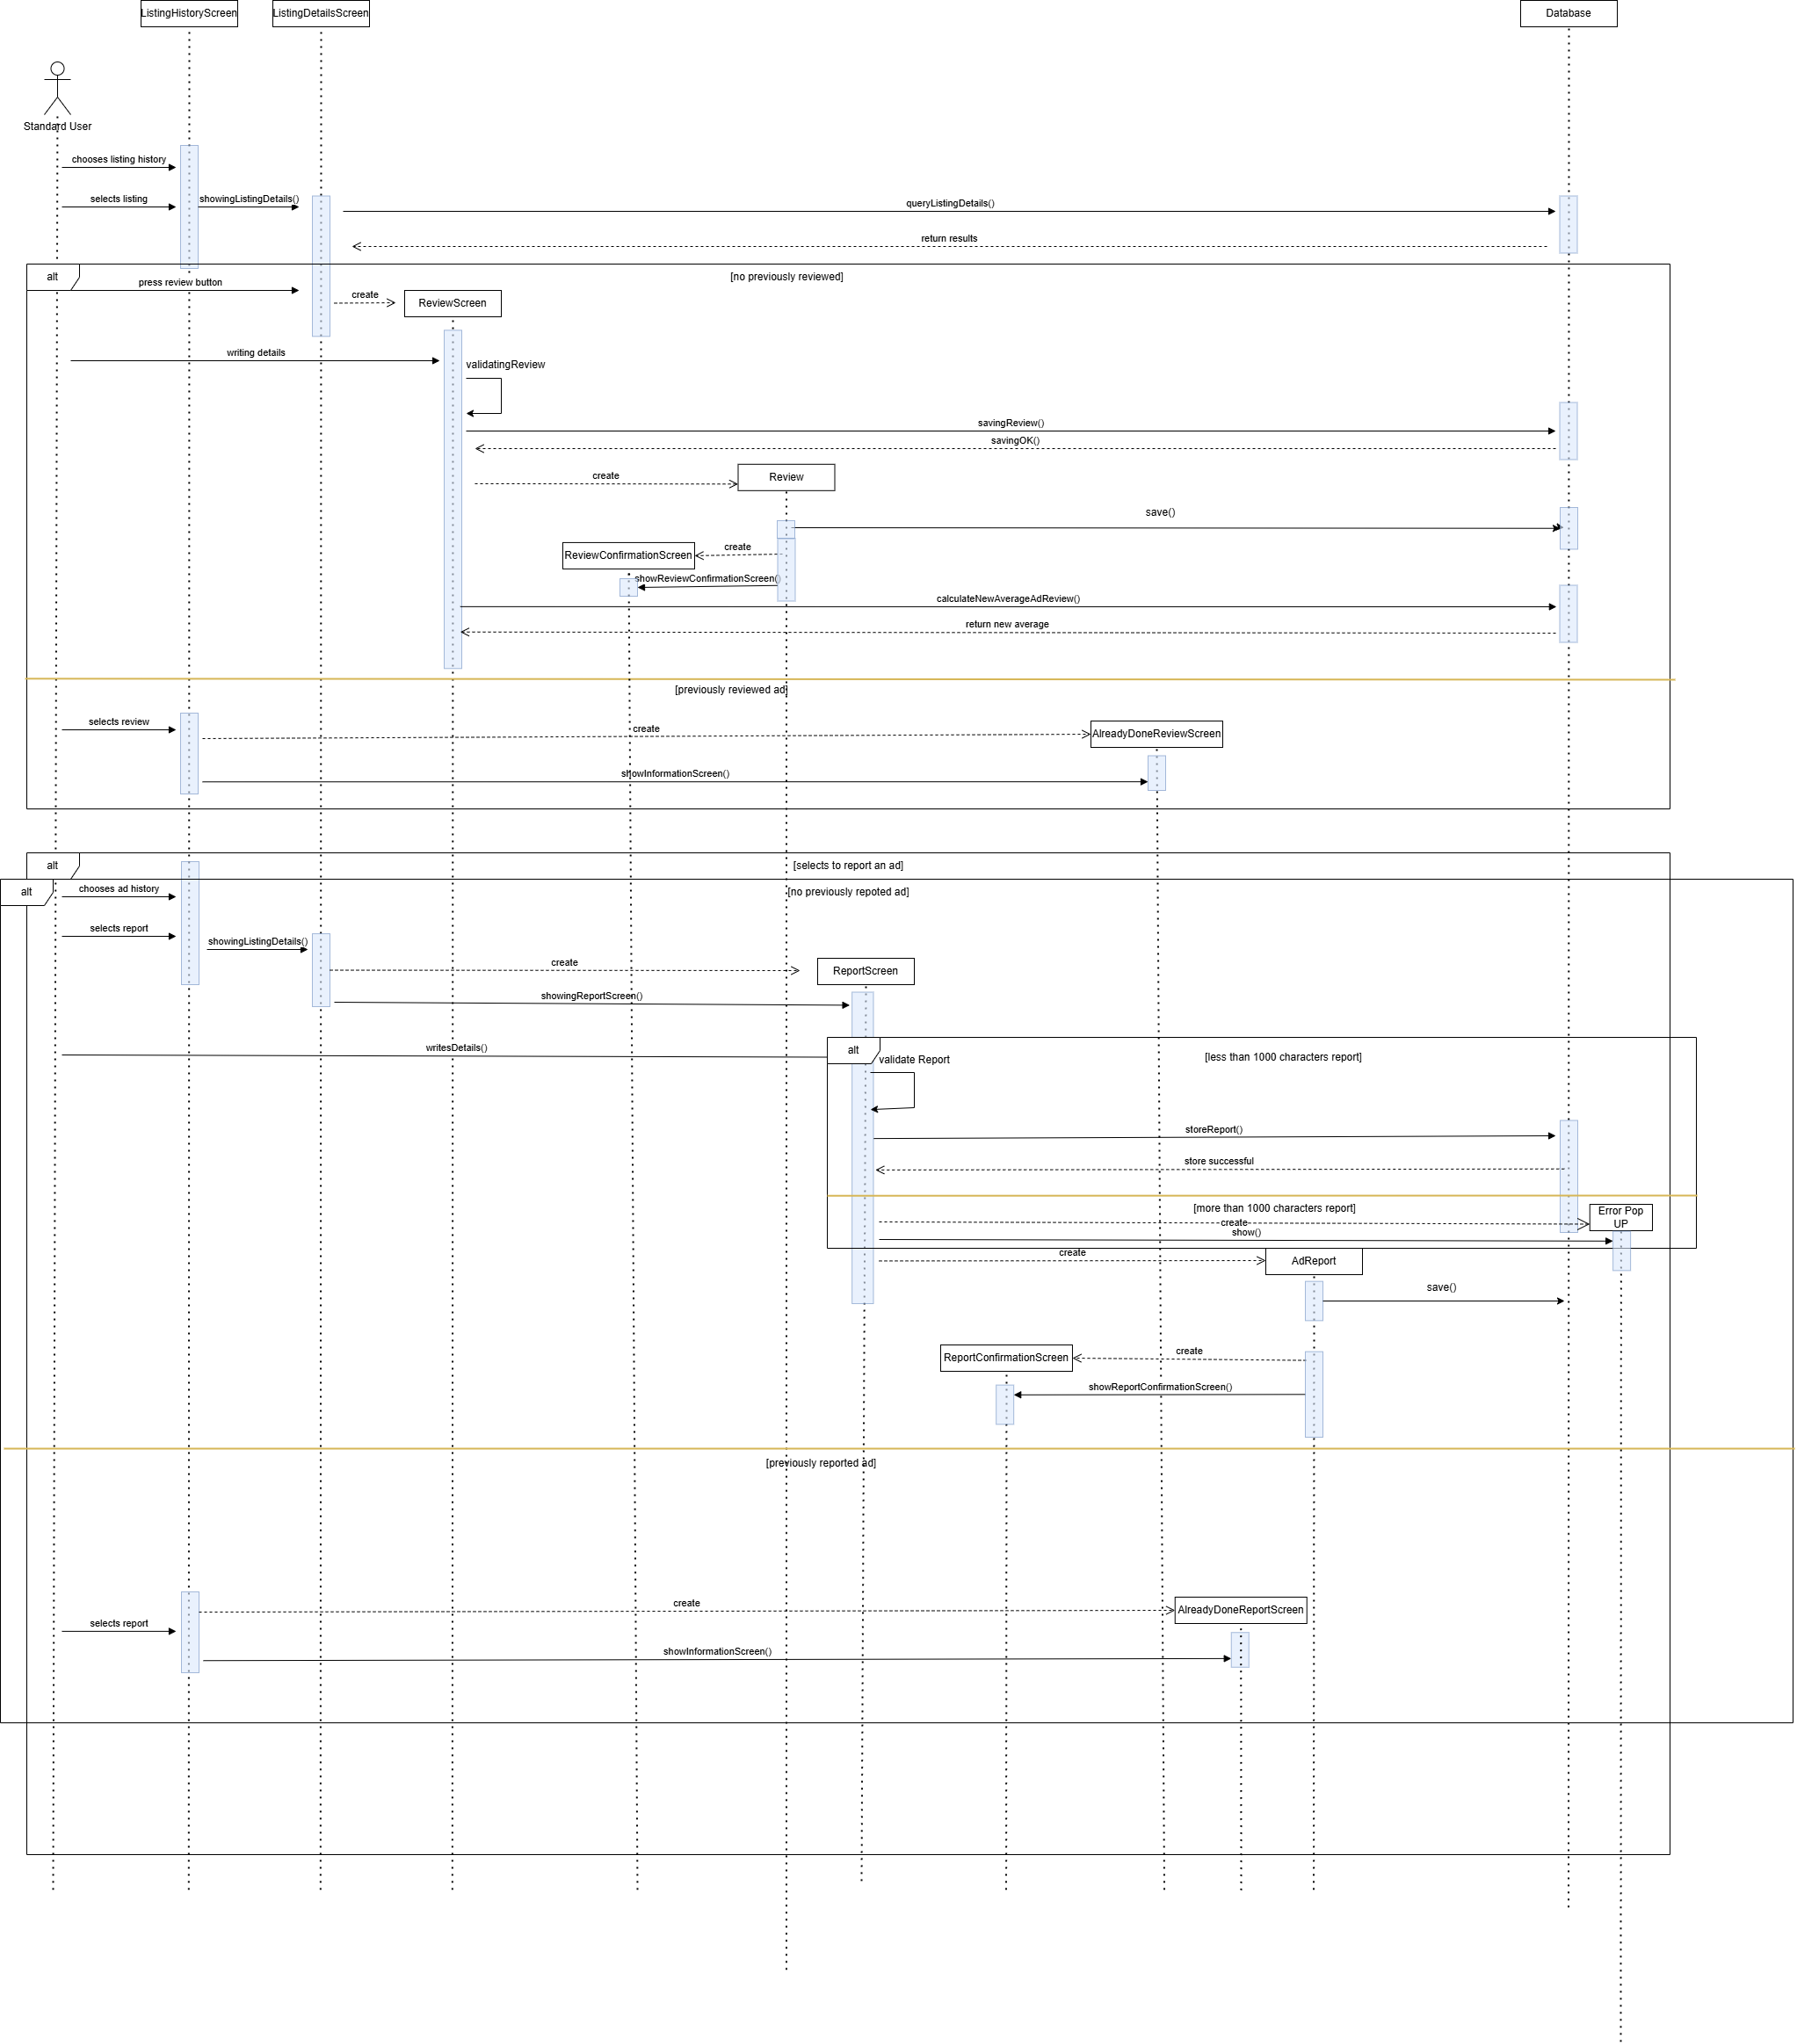 ListingHistoryScreen
ListingDetailsScreen
Database
Standard User
chooses listing history
selects listing
showingListingDetails()
queryListingDetails()
return results
alt
[no previously reviewed]
press review button
create
ReviewScreen
writing details
validatingReview
savingReview()
savingOK()
create
Review
save()
create
ReviewConfirmationScreen
showReviewConfirmationScreen()
calculateNewAverageAdReview()
return new average
[previously reviewed ad]
selects review
create
AlreadyDoneReviewScreen
showInformationScreen()
alt
[selects to report an ad]
alt
chooses ad history
[no previously repoted ad]
selects report
showingListingDetails()
create
ReportScreen
showingReportScreen()
writesDetails()
alt
[less than 1000 characters report]
validate Report
storeReport()
store successful
[more than 1000 characters report]
Error Pop
UP
create
show()
create
AdReport
save()
create
ReportConfirmationScreen
showReportConfirmationScreen()
[previously reported ad]
create
AlreadyDoneReportScreen
selects report
showInformationScreen()